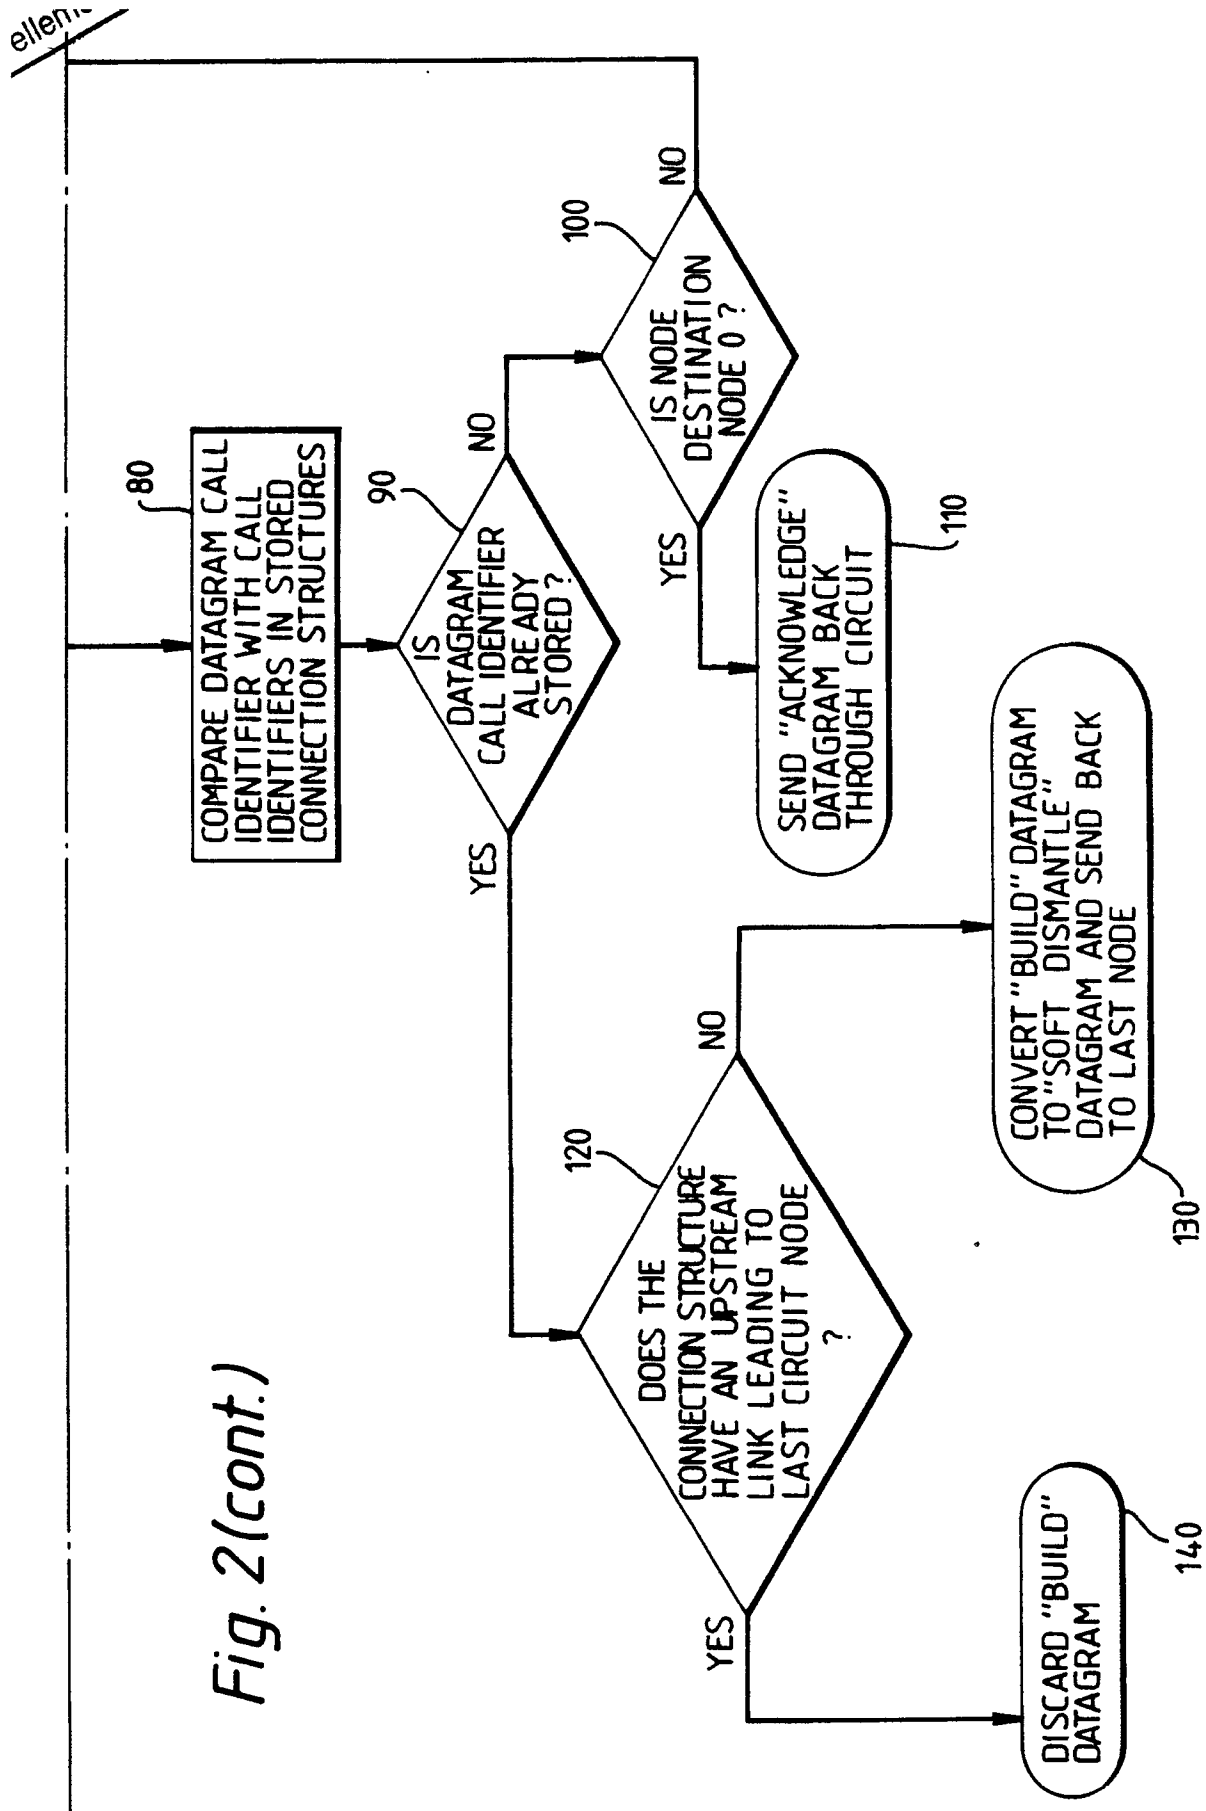 80
COMPARE DATAGRAM CALL
IDENTIFIER WITH CALL
IDENTIFIERS IN STORED
CONNECTION STRUCTURES
90
IS
DATAGRAM
CALL IDENTIFIER
ALREADY
STORED ?
YES
NO
100
IS NODE
DESTINATION
NODE 0 ?
YES
NO
SEND "ACKNOWLEDGE"
DATAGRAM BACK
THROUGH CIRCUIT
110
120
DOES THE
CONNECTION STRUCTURE
HAVE AN UPSTREAM
LINK LEADING TO
LAST CIRCUIT NODE
?
YES
NO
CONVERT "BUILD" DATAGRAM
TO "SOFT DISMANTLE"
DATAGRAM AND SEND BACK
TO LAST NODE
130
DISCARD "BUILD"
DATAGRAM
140
Fig. 2(cont.)